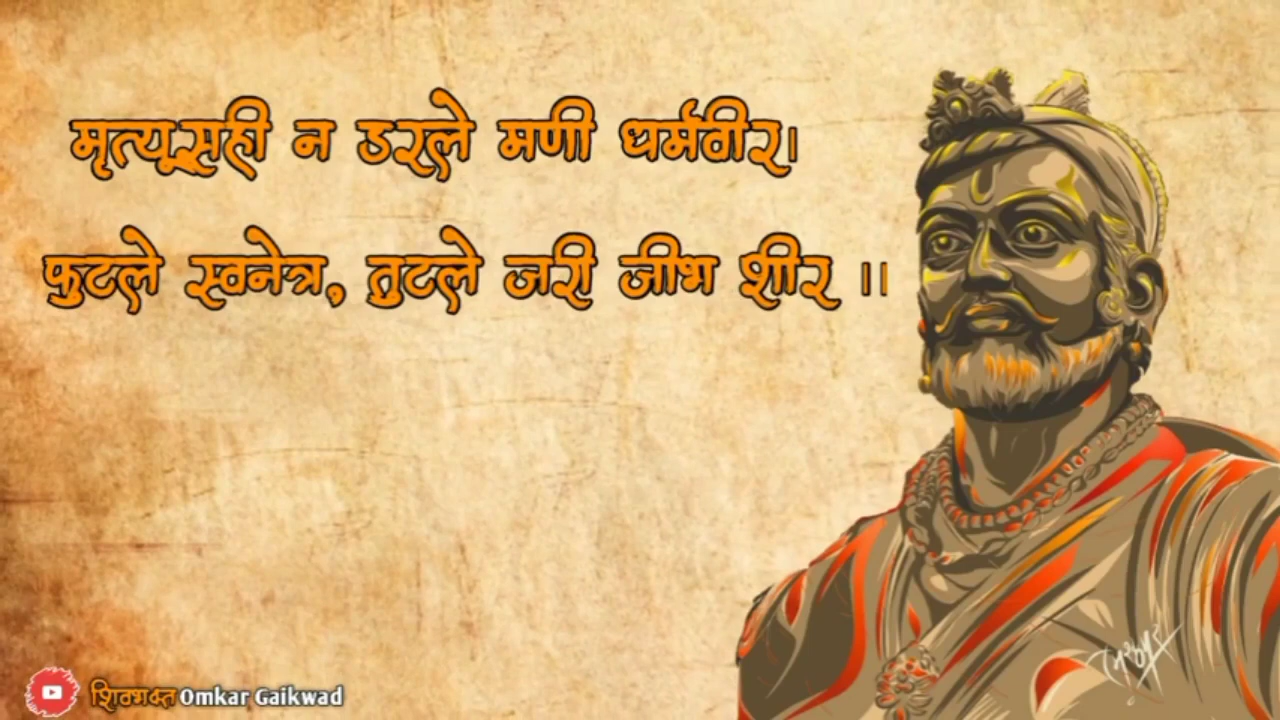 मृत्यूसही न डरले मणी धर्मवीर।
फुटले स्वनेत्र, तुटले जरी जीभ शीर ।।
शिवभक्त Omkar Gaikwad